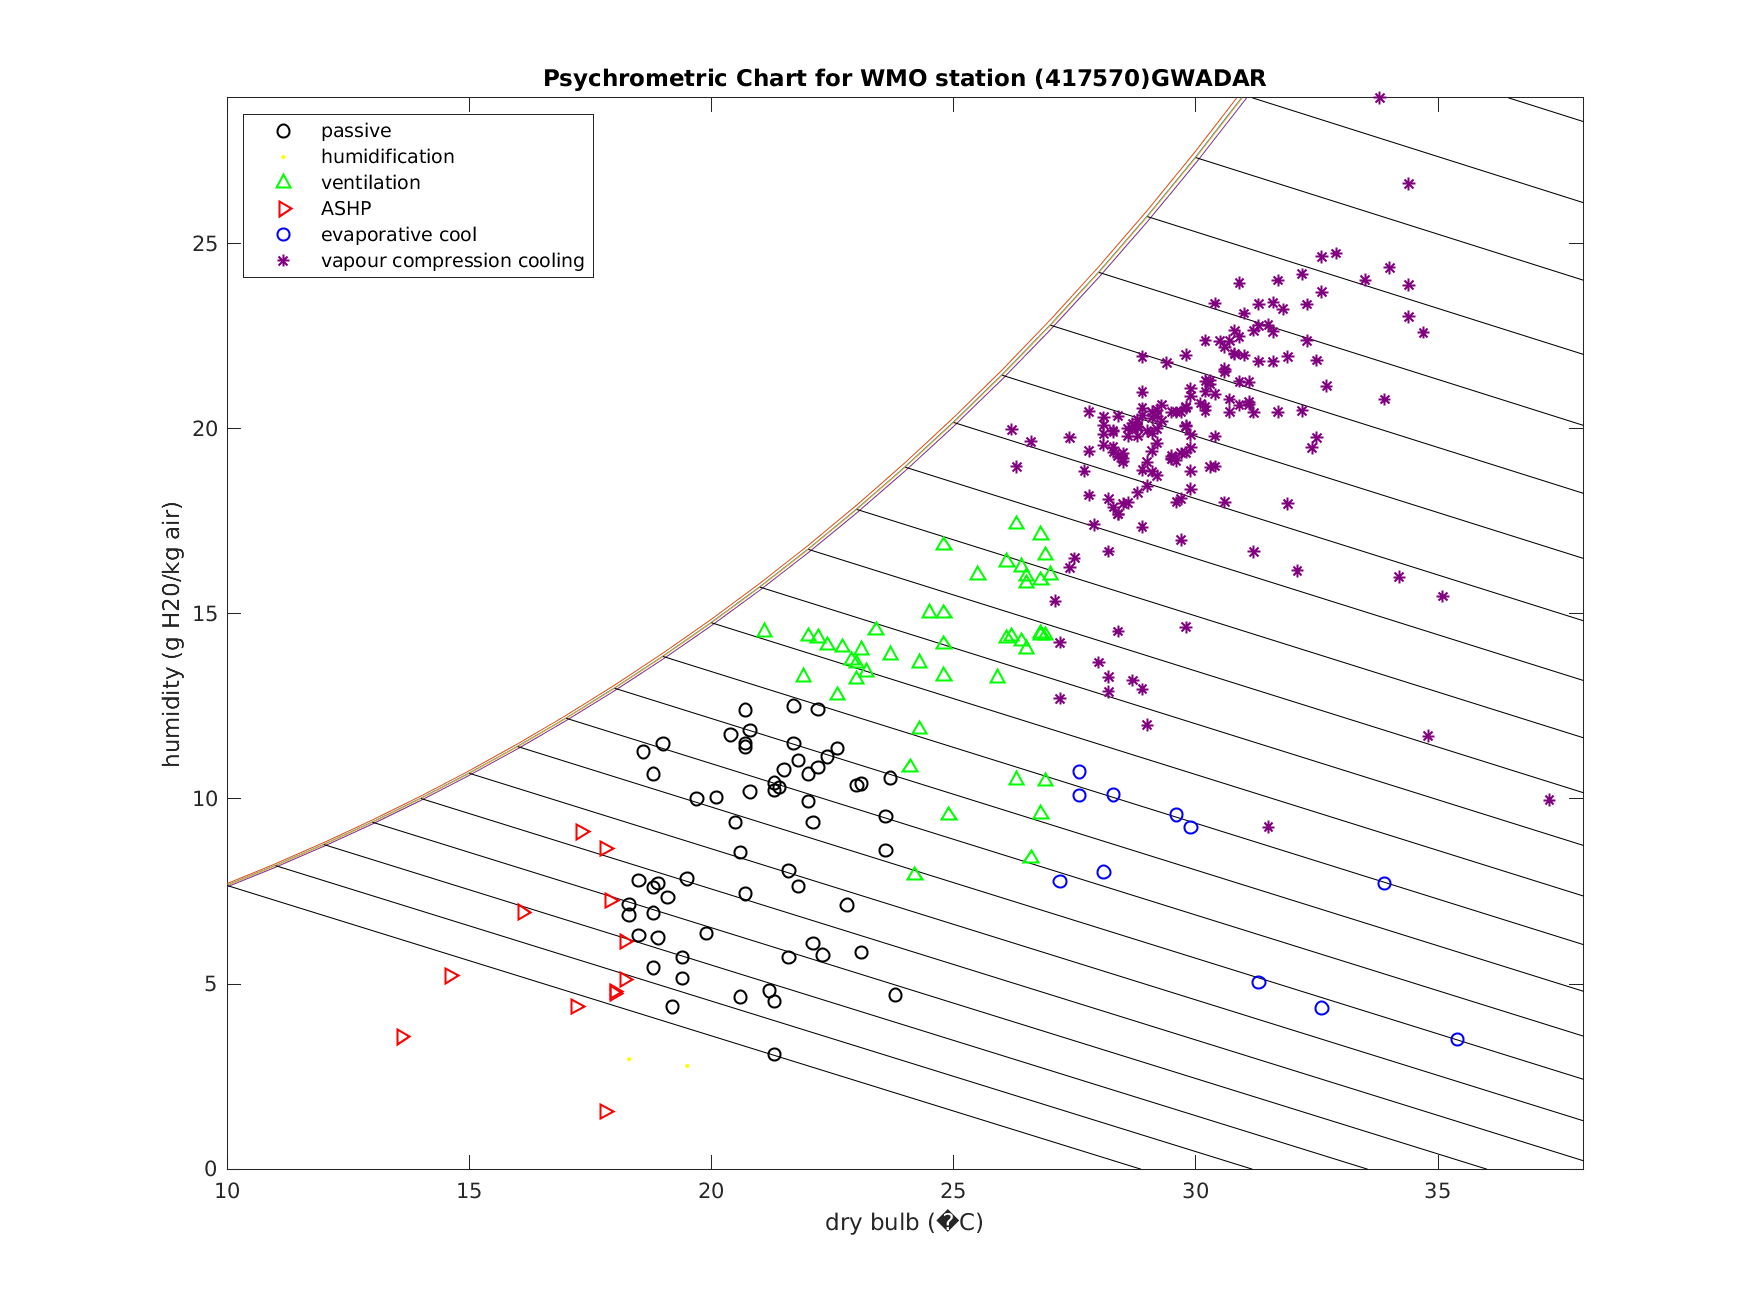 Psychrometric Chart for WMO station (417570)GWADAR
passive
humidification
ventilation
ASHP
evaporative cool
vapour compression cooling
humidity (g H20/kg air)
25
20
15
10
5
0
10 15 20 25 30 35
dry bulb (�C)